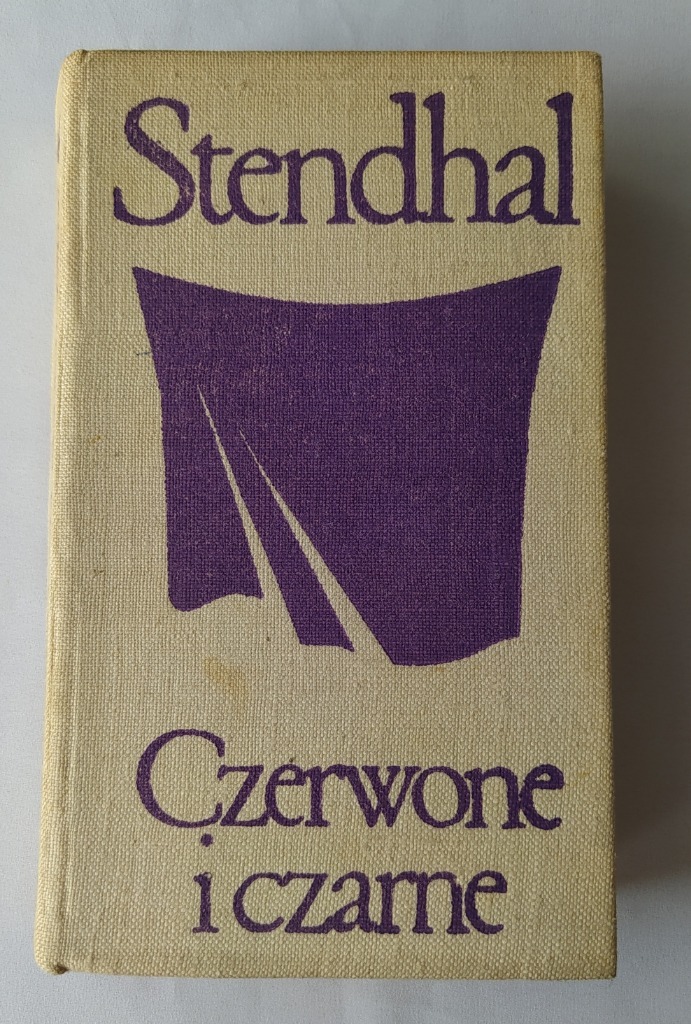 Stendhal
Czerwone
i czarne